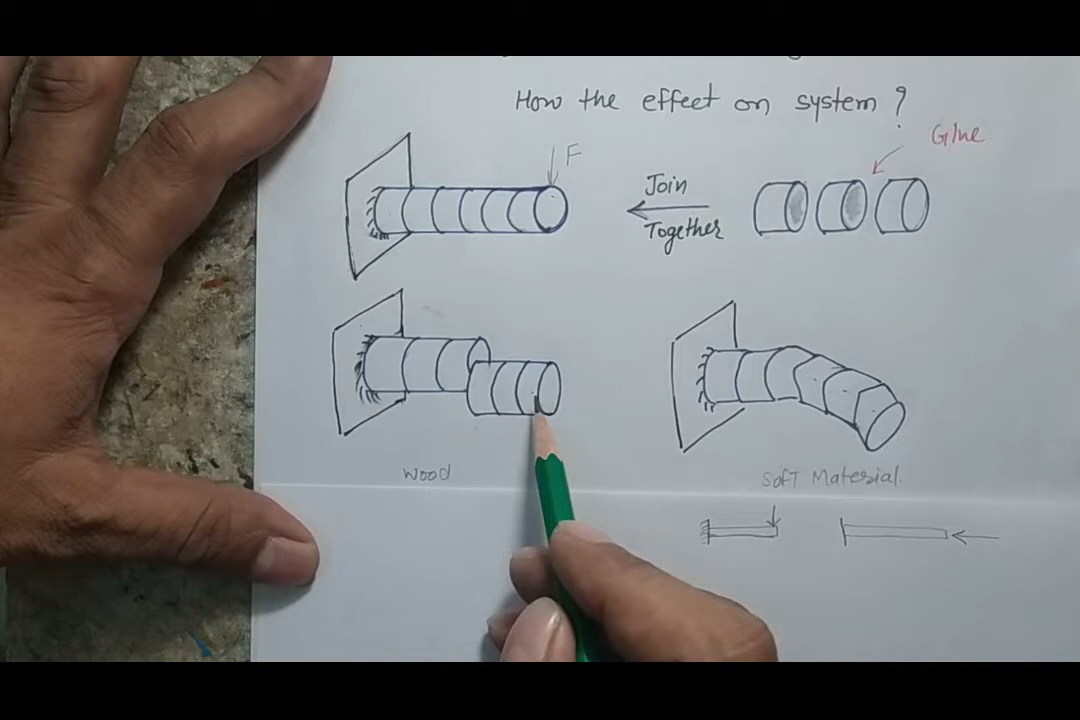 How the effect on system ?
Glue
F
Join
Together
Wood
Soft Material